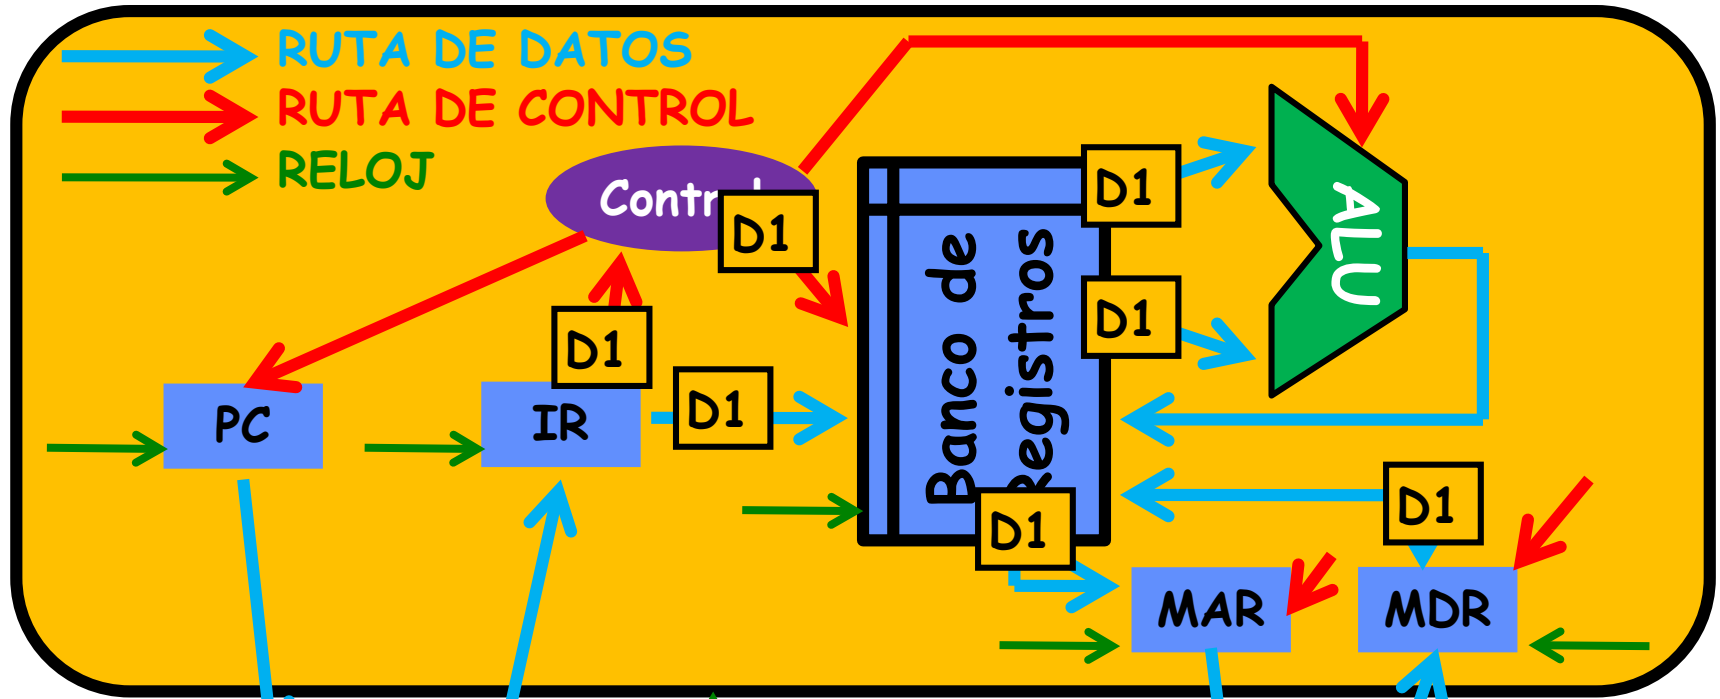 RUTA DE DATOS
RUTA DE CONTROL
RELOJ
D1
D1
D1
D1
D1
PC
IR
D1
Banco de
Registros
ALU
D1
D1
MAR
MDR